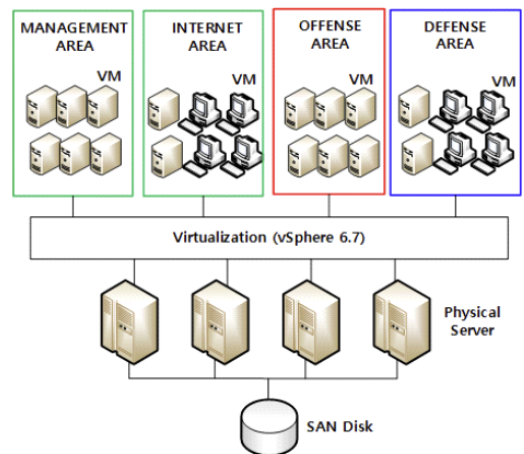 MANAGEMENT
AREA
VM
INTERNET
AREA
VM
OFFENSE
AREA
VM
DEFENSE
AREA
VM
Virtualization (vSphere 6.7)
Physical
Server
SAN Disk